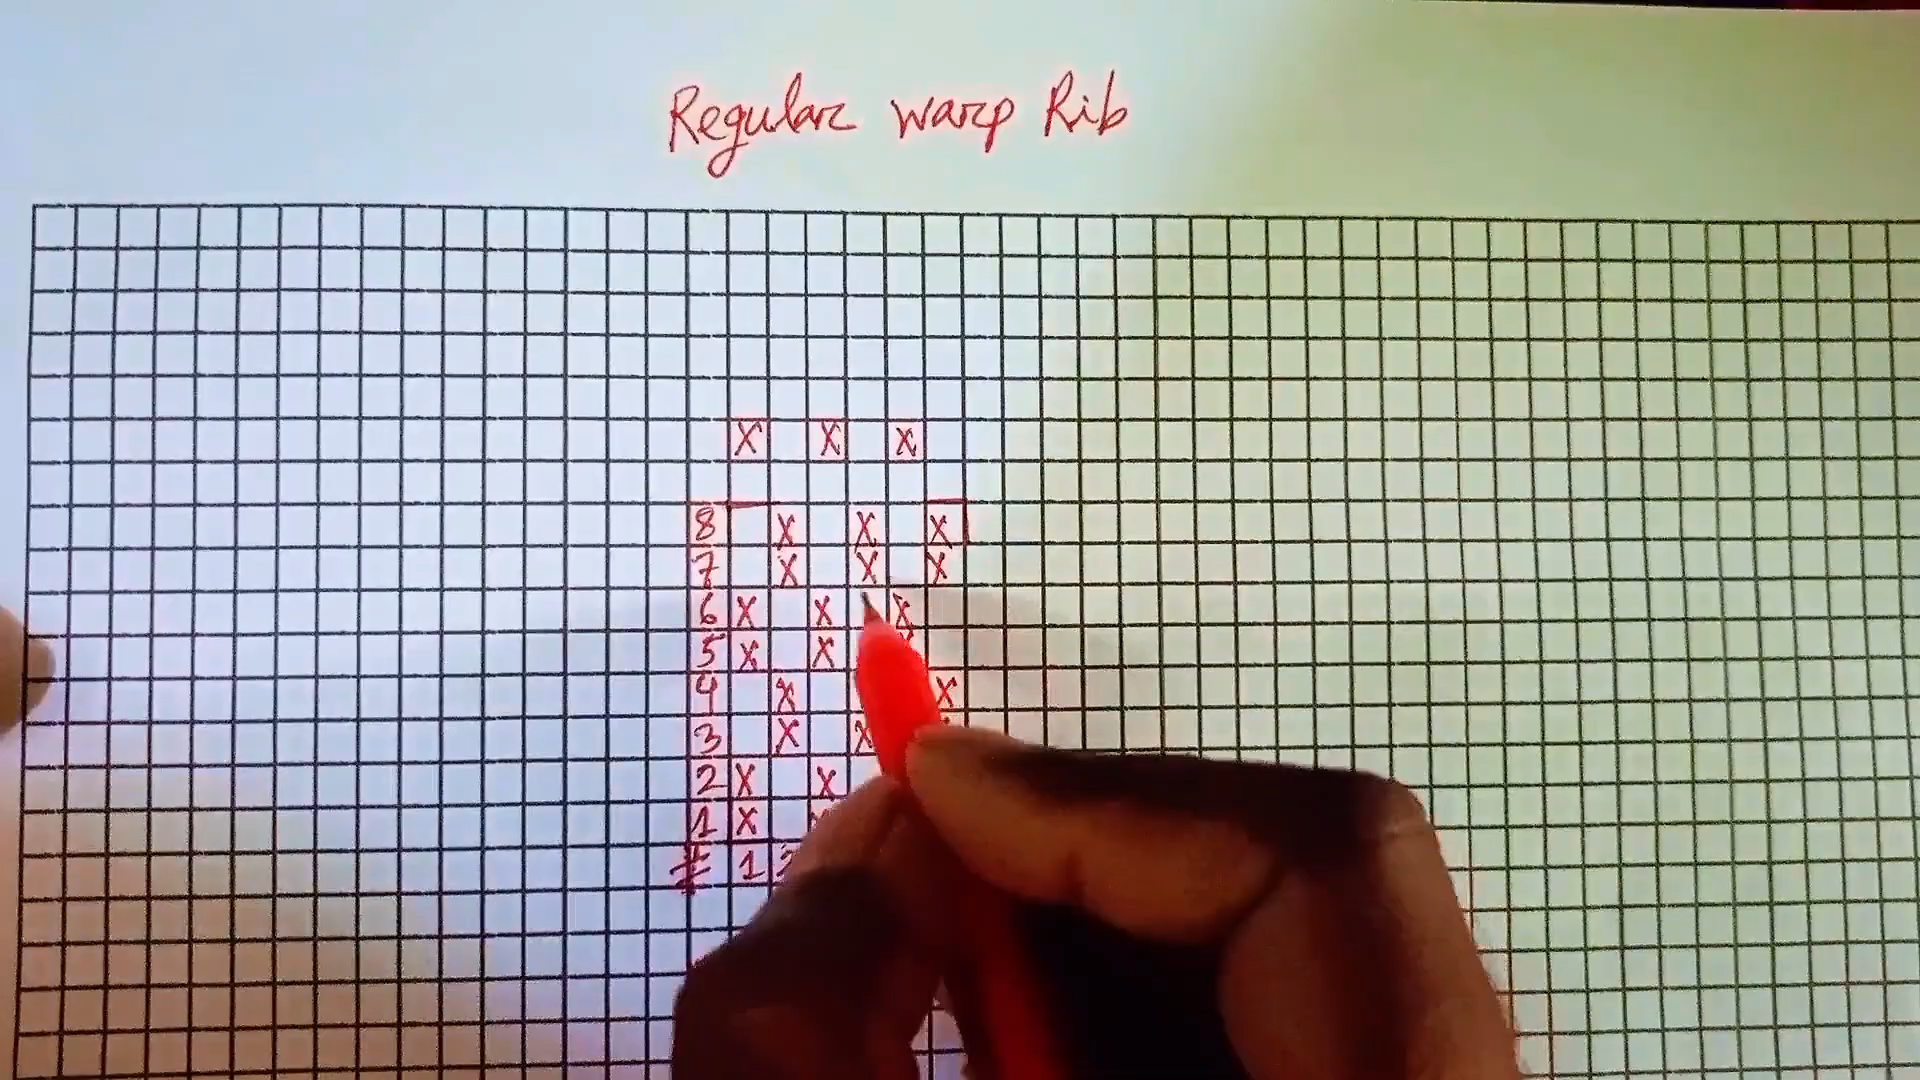 Regular warp Rib
X X X
8 X X X
7 X X X
6 X X X
5 X X
4 X X
3 X X
2 X X
1 X
# 1